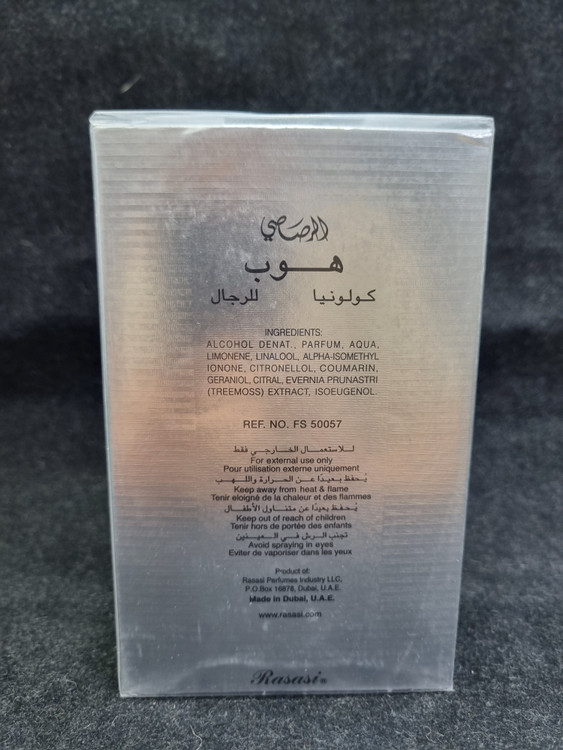 الرصاصي
هوب
كولونيا للرجال
INGREDIENTS:
ALCOHOL DENAT., PARFUM, AQUA,
LIMONENE, LINALOOL, ALPHA-ISOMETHYL
IONONE, CITRONELLOL, COUMARIN,
GERANIOL, CITRAL, EVERNIA PRUNASTRI
(TREEMOSS) EXTRACT, ISOEUGENOL.
REF. NO. FS 50057
للاستعمال الخارجي فقط
For external use only
Pour utilisation externe uniquement
يُحفظ بعيدًا عن الحرارة واللهب
Keep away from heat & flame
Tenir eloigné de la chaleur et des flammes
يُحفظ بعيدًا عن متناول الأطفال
Keep out of reach of children
Tenir hors de portée des enfants
تجنب الرش في العينين
Avoid spraying in eyes
Eviter de vaporiser dans les yeux
Product of:
Rasasi Perfumes Industry LLC,
P.O.Box 16878, Dubai, U.A.E.
Made in Dubai, U.A.E.
www.rasasi.com
Rasasi®